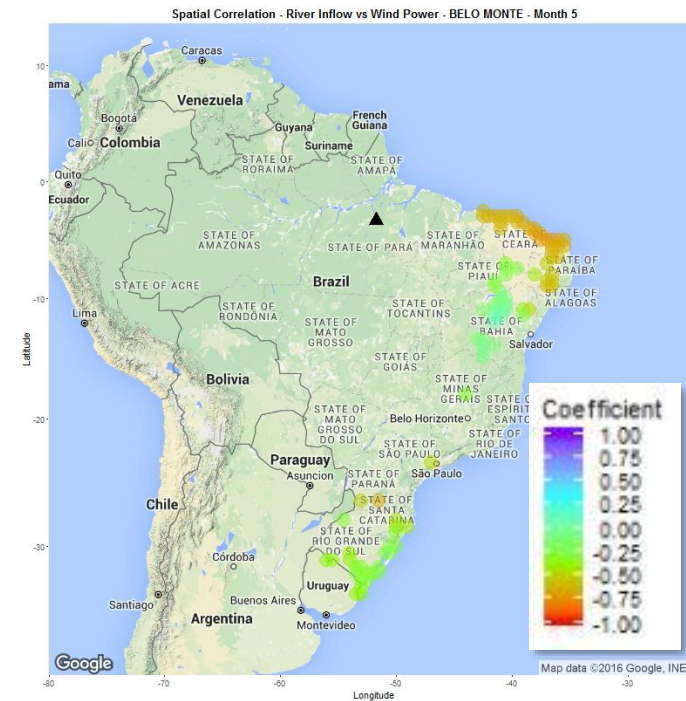 Spatial Correlation - River Inflow vs Wind Power - BELO MONTE - Month 5
Caracas
10
ama
Venezuela
Bogotá
Guyana
French
Guiana
Cali
Colombia
Suriname
STATE OF
RORAIMA
STATE OF
AMAPÁ
Quito
0
Ecuador
STATE OF
AMAZONAS
STATE OF PARÁ
STATE OF
MARANHÃO
STATE OF
CEARÁ
STATE OF
PIAUÍ
STATE OF
PARAÍBA
STATE OF ACRE
Brazil
-10
STATE OF
ALAGOAS
Lima
STATE OF
RONDÔNIA
STATE OF
TOCANTINS
STATE OF
MATO
GROSSO
STATE OF
BAHIA
Salvador
Latitude
STATE OF
GOIÁS
Bolivia
STATE OF
MINAS
GERAIS
STATE O
ESPÍRIT
SANTO
STATE OF
MATO
GROSSO
DO SUL
Belo Horizonte
-20
STATE OF
RIO DE
JANEIRO
STATE OF
SÃO PAULO
Paraguay
São Paulo
Asuncion
STATE OF
PARANÁ
Chile
STATE OF
SANTA
CATARINA
STATE OF
RIO GRANDE
DO SUL
-30
Córdoba
Uruguay
Santiago
Buenos Aires
Argentina
Montevideo
Coefficient
1.00
0.75
0.50
0.25
0.00
-0.25
-0.50
-0.75
-1.00
Google
Map data ©2016 Google, INE
-80
-70
-60
-50
-40
-30
Longitude